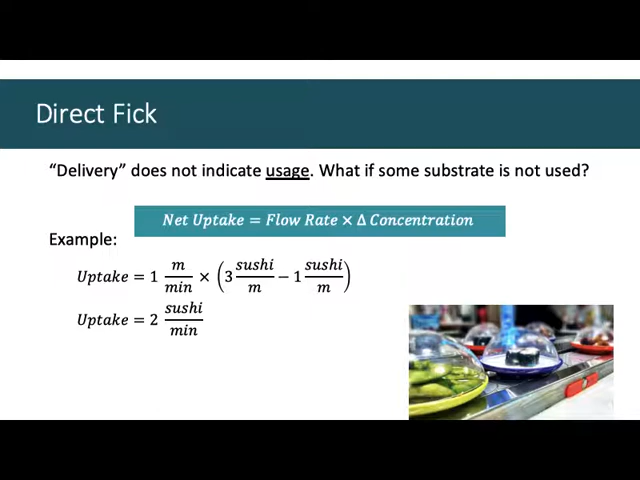 Direct Fick
“Delivery” does not indicate usage. What if some substrate is not used?
Net Uptake = Flow Rate × Δ Concentration
Example:
Uptake = 1 m/min × (3 sushi/m − 1 sushi/m)
Uptake = 2 sushi/min